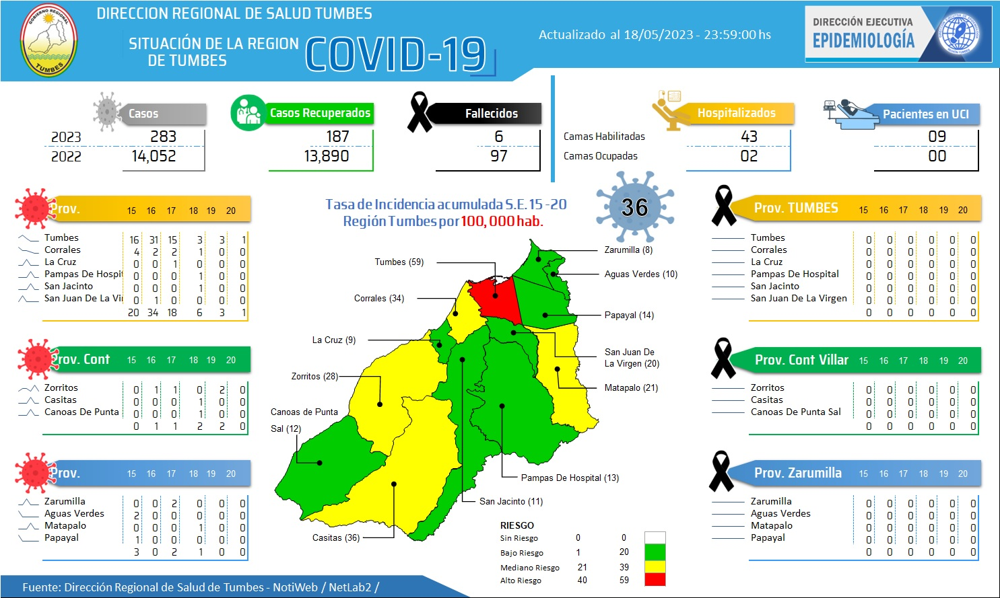 DIRECCION REGIONAL DE SALUD TUMBES
SITUACIÓN DE LA REGION
DE TUMBES
COVID-19
Actualizado al 18/05/2023 - 23:59:00 hs
GOBIERNO REGIONAL
TUMBES
DIRECCIÓN EJECUTIVA
EPIDEMIOLOGÍA
Casos
Casos Recuperados
Fallecidos
Hospitalizados
Pacientes en UCI
2023 283 187 6
2022 14,052 13,890 97
Camas Habilitadas 43 09
Camas Ocupadas 02 00
Prov. 15 16 17 18 19 20
Tumbes 16 31 15 3 3 1
Corrales 4 2 2 1 0 0
La Cruz 0 0 1 0 0 0
Pampas De Hospit 0 0 0 1 0 0
San Jacinto 0 0 0 1 0 0
San Juan De La Vir 0 1 0 0 0 0
20 34 18 6 3 1
Prov. Cont 15 16 17 18 19 20
Zorritos 0 1 1 0 2 0
Casitas 0 0 0 1 0 0
Canoas De Punta 0 0 0 1 0 0
0 1 1 2 2 0
Prov. 15 16 17 18 19 20
Zarumilla 0 0 2 0 0 0
Aguas Verdes 2 0 0 0 0 0
Matapalo 0 0 0 1 0 0
Papayal 1 0 0 0 0 0
3 0 2 1 0 0
Tasa de Incidencia acumulada S.E. 15 -20
Región Tumbes por 100, 000 hab.
36
Zarumilla (8)
Tumbes (59)
Aguas Verdes (10)
Corrales (34)
Papayal (14)
La Cruz (9)
San Juan De
La Virgen (20)
Zorritos (28)
Matapalo (21)
Canoas de Punta
Sal (12)
Pampas De Hospital (13)
San Jacinto (11)
Casitas (36)
RIESGO
Sin Riesgo 0 0
Bajo Riesgo 1 20
Mediano Riesgo 21 39
Alto Riesgo 40 59
Prov. TUMBES 15 16 17 18 19 20
Tumbes 0 0 0 0 0 0
Corrales 0 0 0 0 0 0
La Cruz 0 0 0 0 0 0
Pampas De Hospital 0 0 0 0 0 0
San Jacinto 0 0 0 0 0 0
San Juan De La Virgen 0 0 0 0 0 0
0 0 0 0 0 0
Prov. Cont Villar 15 16 17 18 19 20
Zorritos 0 0 0 0 0 0
Casitas 0 0 0 0 0 0
Canoas De Punta Sal 0 0 0 0 0 0
0 0 0 0 0 0
Prov. Zarumilla 15 16 17 18 19 20
Zarumilla 0 0 0 0 0 0
Aguas Verdes 0 0 0 0 0 0
Matapalo 0 0 0 0 0 0
Papayal 0 0 0 0 0 0
0 0 0 0 0 0
Fuente: Dirección Regional de Salud de Tumbes - NotiWeb / NetLab2 /